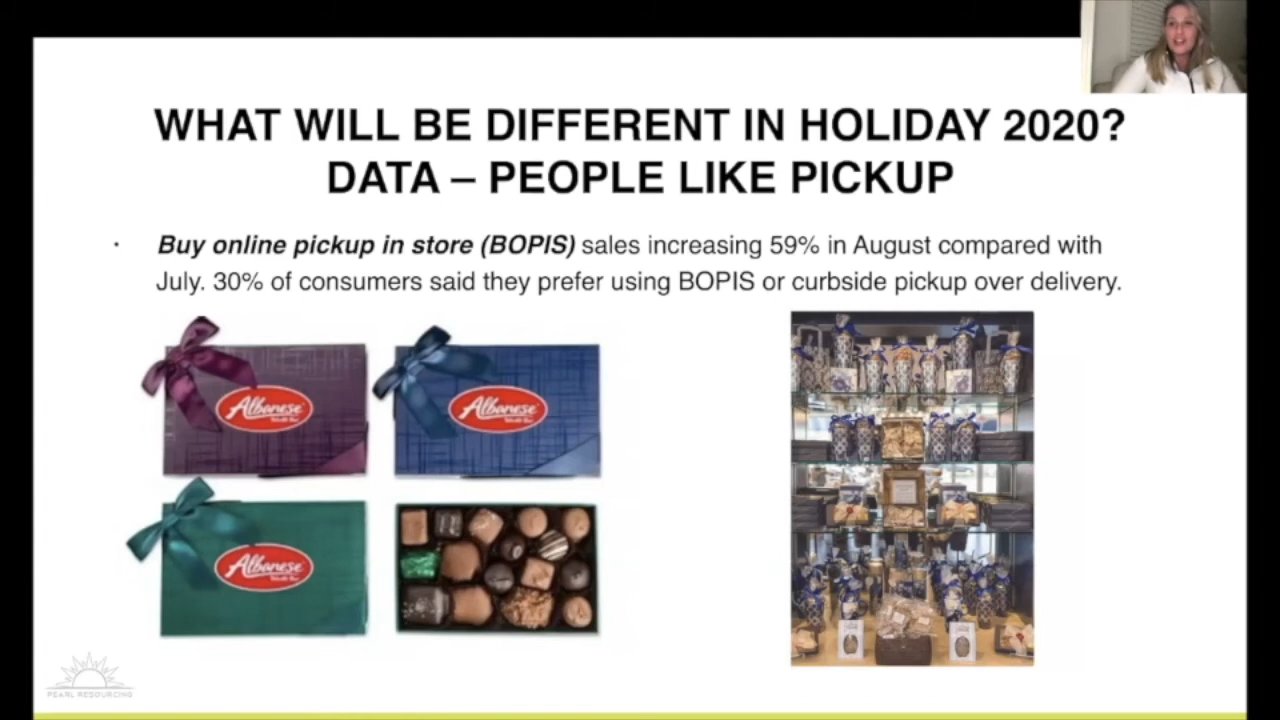 WHAT WILL BE DIFFERENT IN HOLIDAY 2020?
DATA – PEOPLE LIKE PICKUP
· Buy online pickup in store (BOPIS) sales increasing 59% in August compared with
July. 30% of consumers said they prefer using BOPIS or curbside pickup over delivery.
Albanese
Albanese
Albanese
PEARL RESOURCING